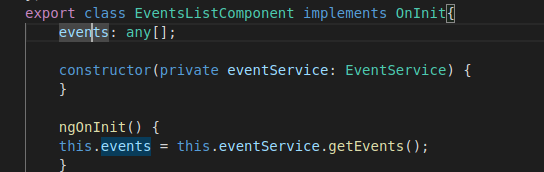 export class EventsListComponent implements OnInit{
events: any[];
constructor(private eventService: EventService) {
}
ngOnInit() {
this.events = this.eventService.getEvents();
}